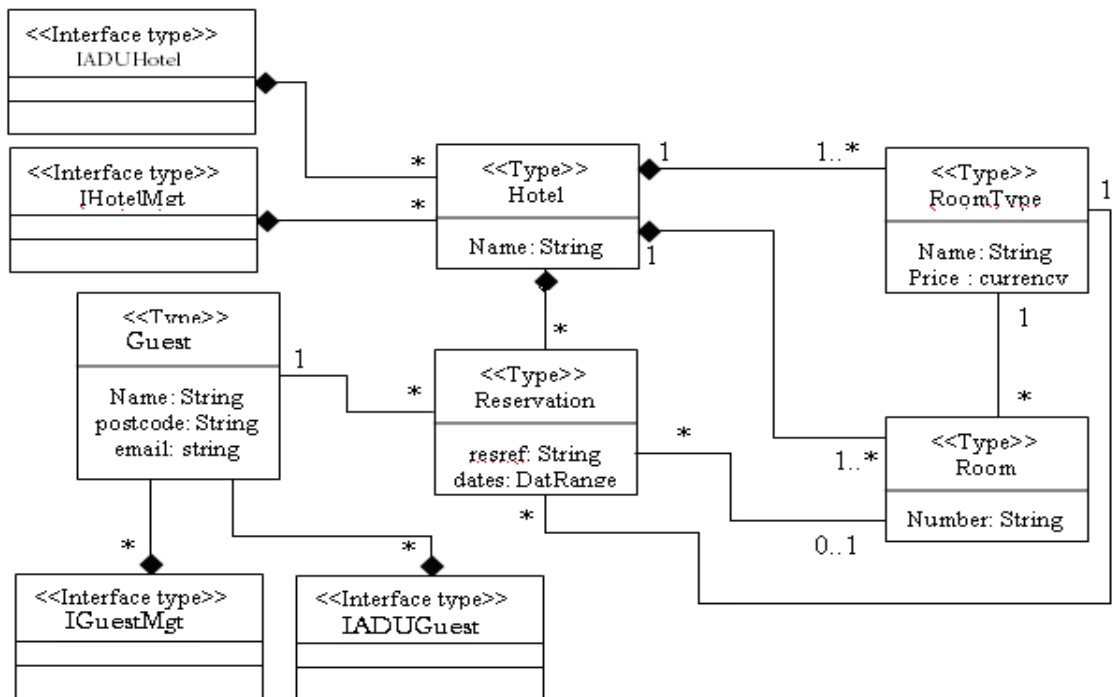 <<Interface type>>
IADUHotel
<<Interface type>>
IHotelMgt
*
*
<<Type>>
Hotel
Name: String
1
1..*
1
<<Type>>
RoomType
Name: String
Price : currency
1
1
*
<<Type>>
Guest
Name: String
postcode: String
email: string
1
*
*
<<Type>>
Reservation
resref: String
dates: DatRange
*
*
1..*
0..1
<<Type>>
Room
Number: String
*
*
<<Interface type>>
IGuestMgt
<<Interface type>>
IADUGuest